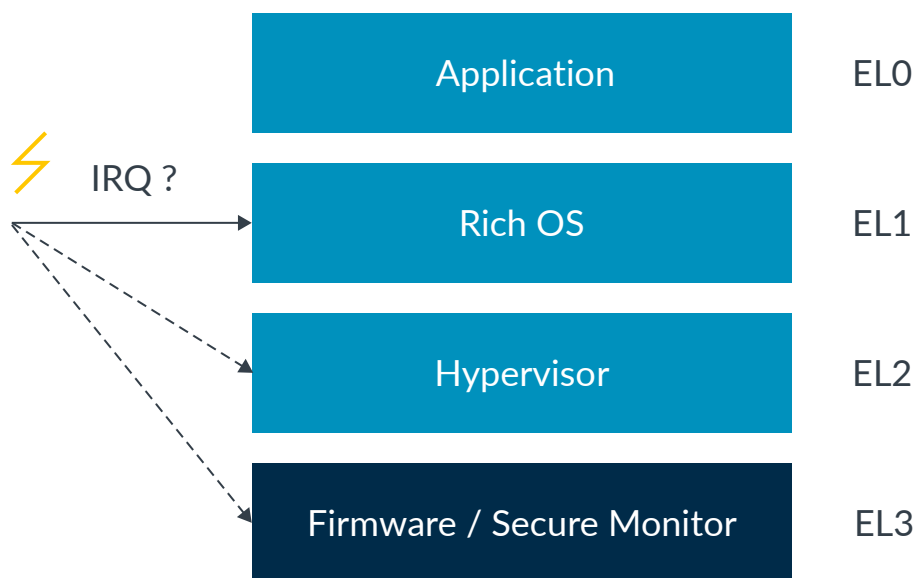 Application EL0
IRQ ?
Rich OS EL1
Hypervisor EL2
Firmware / Secure Monitor EL3